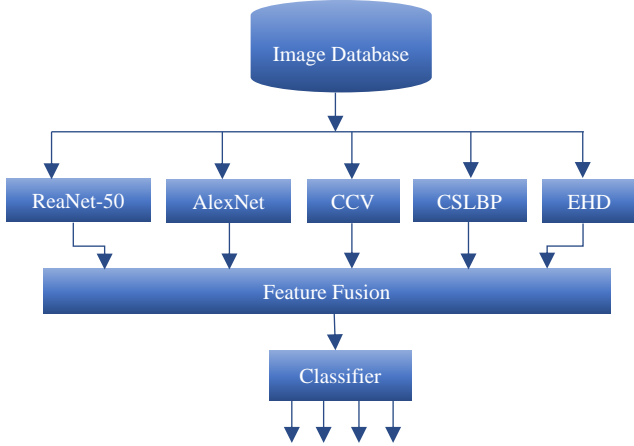 Image Database
ReaNet-50
AlexNet
CCV
CSLBP
EHD
Feature Fusion
Classifier